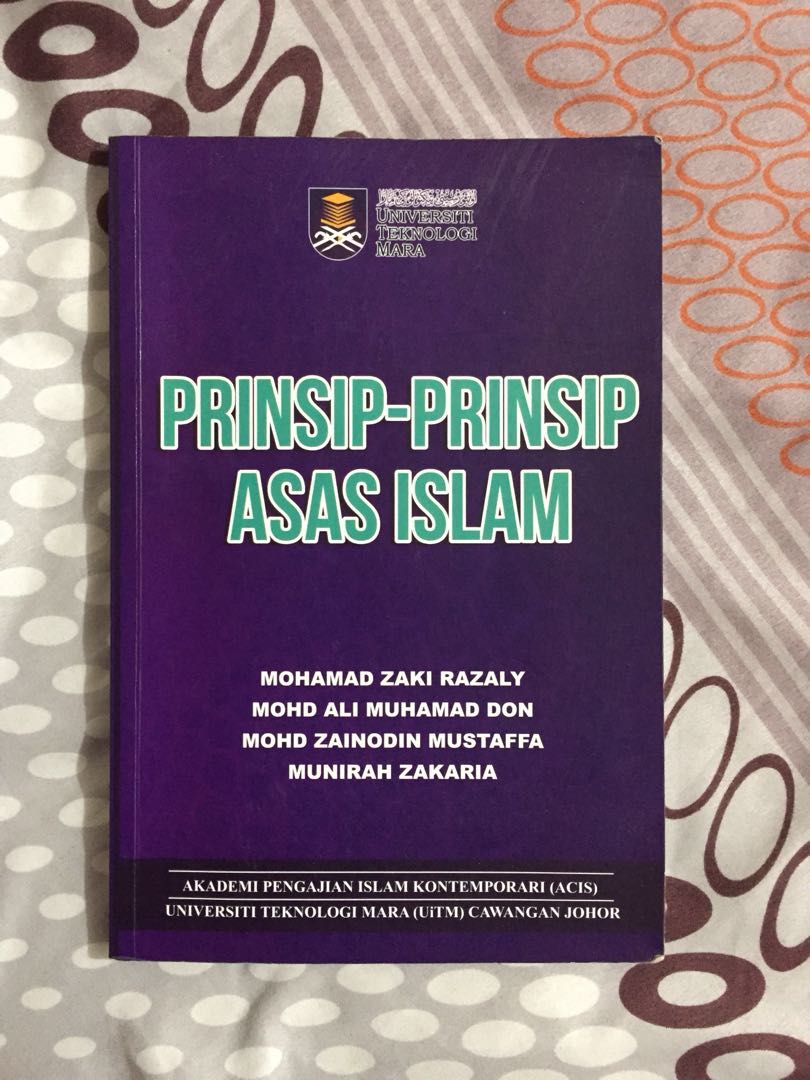 UNIVERSITI
TEKNOLOGI
MARA
PRINSIP-PRINSIP
ASAS ISLAM
MOHAMAD ZAKI RAZALY
MOHD ALI MUHAMAD DON
MOHD ZAINODIN MUSTAFFA
MUNIRAH ZAKARIA
AKADEMI PENGAJIAN ISLAM KONTEMPORARI (ACIS)
UNIVERSITI TEKNOLOGI MARA (UiTM) CAWANGAN JOHOR